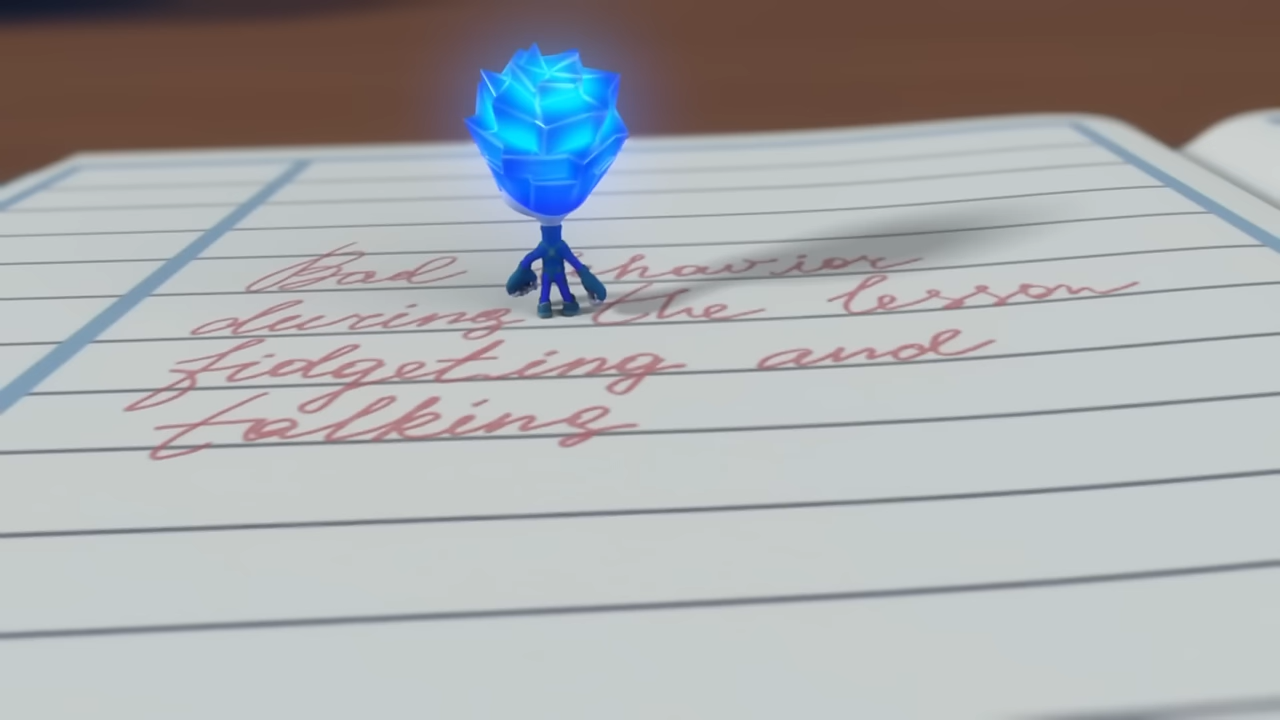 Bad behavior
during the lesson
fidgeting and
talking